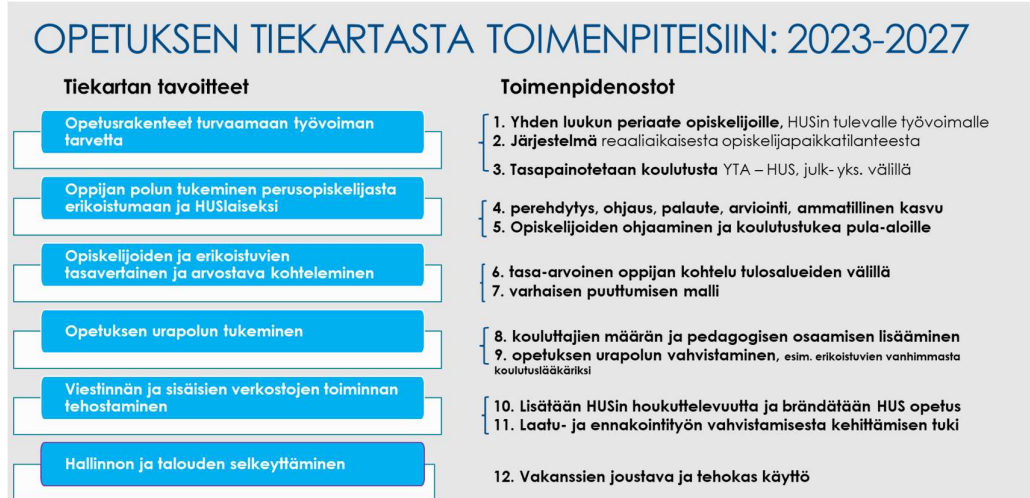 OPETUKSEN TIEKARTASTA TOIMENPITEISIIN: 2023-2027
Tiekartan tavoitteet
Toimenpidenostot
Opetusrakenteet turvaamaan työvoiman
tarvetta
1. Yhden luukun periaate opiskelijoille, HUSin tulevalle työvoimalle
2. Järjestelmä reaaliaikaisesta opiskelijapaikkatilanteesta
3. Tasapainotetaan koulutusta YTA – HUS, julk- yks. välillä
Oppijan polun tukeminen perusopiskelijasta
erikoistumaan ja HUSlaiseksi
4. perehdytys, ohjaus, palaute, arviointi, ammatillinen kasvu
5. Opiskelijoiden ohjaaminen ja koulutustukea pula-aloille
Opiskelijoiden ja erikoistuvien
tasavertainen ja arvostava kohteleminen
6. tasa-arvoinen oppijan kohtelu tulosalueiden välillä
7. varhaisen puuttumisen malli
Opetuksen urapolun tukeminen
8. kouluttajien määrän ja pedagogisen osaamisen lisääminen
9. opetuksen urapolun vahvistaminen, esim. erikoistuvien vanhimmasta
koulutuslääkäriksi
Viestinnän ja sisäisien verkostojen toiminnan
tehostaminen
10. Lisätään HUSin houkuttelevuutta ja brändätään HUS opetus
11. Laatu- ja ennakointityön vahvistamisesta kehittämisen tuki
Hallinnon ja talouden selkeyttäminen
12. Vakanssien joustava ja tehokas käyttö